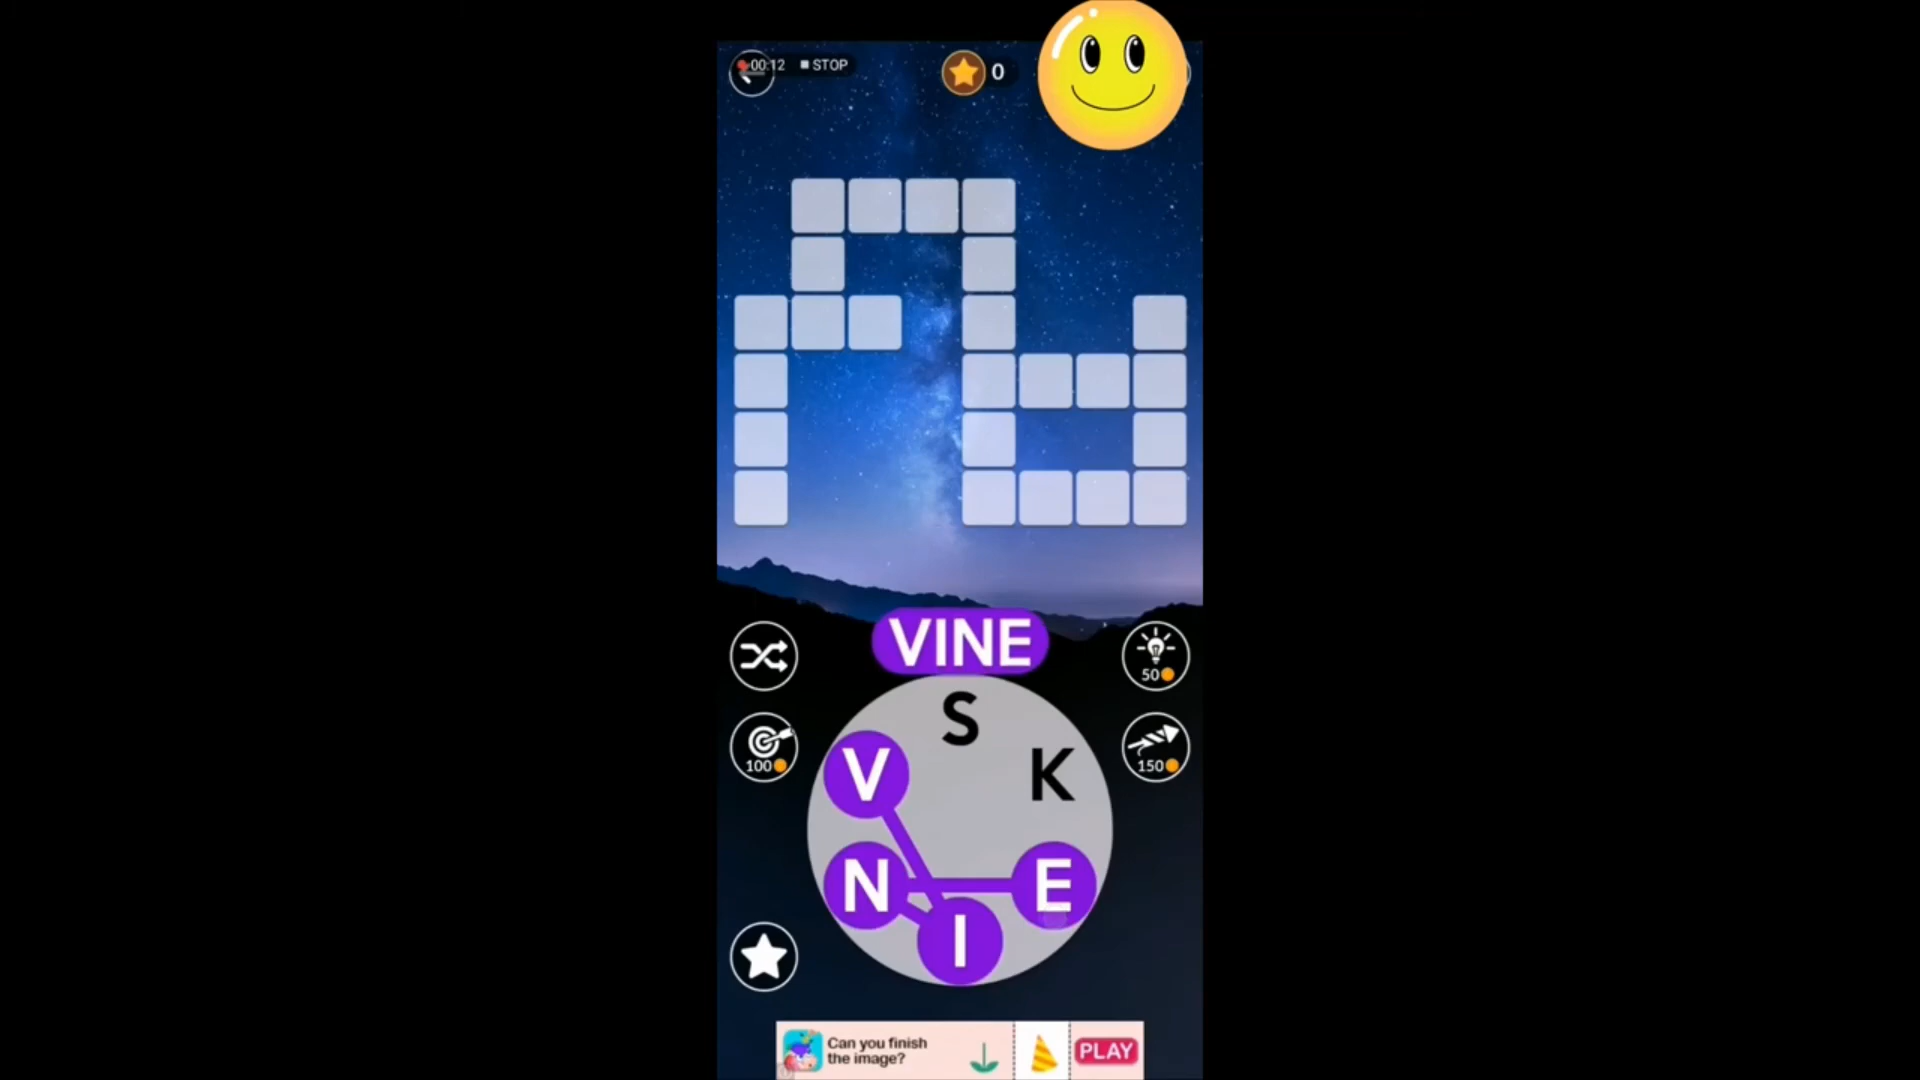 00:12 STOP
0
VINE
S
V
K
N
E
I
50
100
150
Can you finish
the image?
PLAY